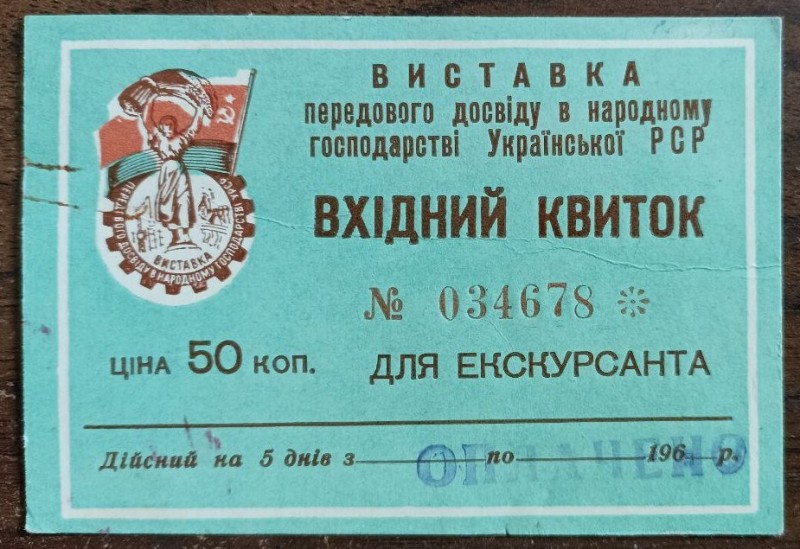 ВИСТАВКА
передового досвіду в народному
господарстві Української РСР
ВХІДНИЙ КВИТОК
№ 034678
ПЕРЕДОВОГО ДОСВІДУ В НАРОДНОМУ ГОСПОДАРСТВІ УРСР
ВИСТАВКА
ЦІНА 50 КОП.
ДЛЯ ЕКСКУРСАНТА
Дійсний на 5 днів з по 196 р.
ОПЛАЧЕНО